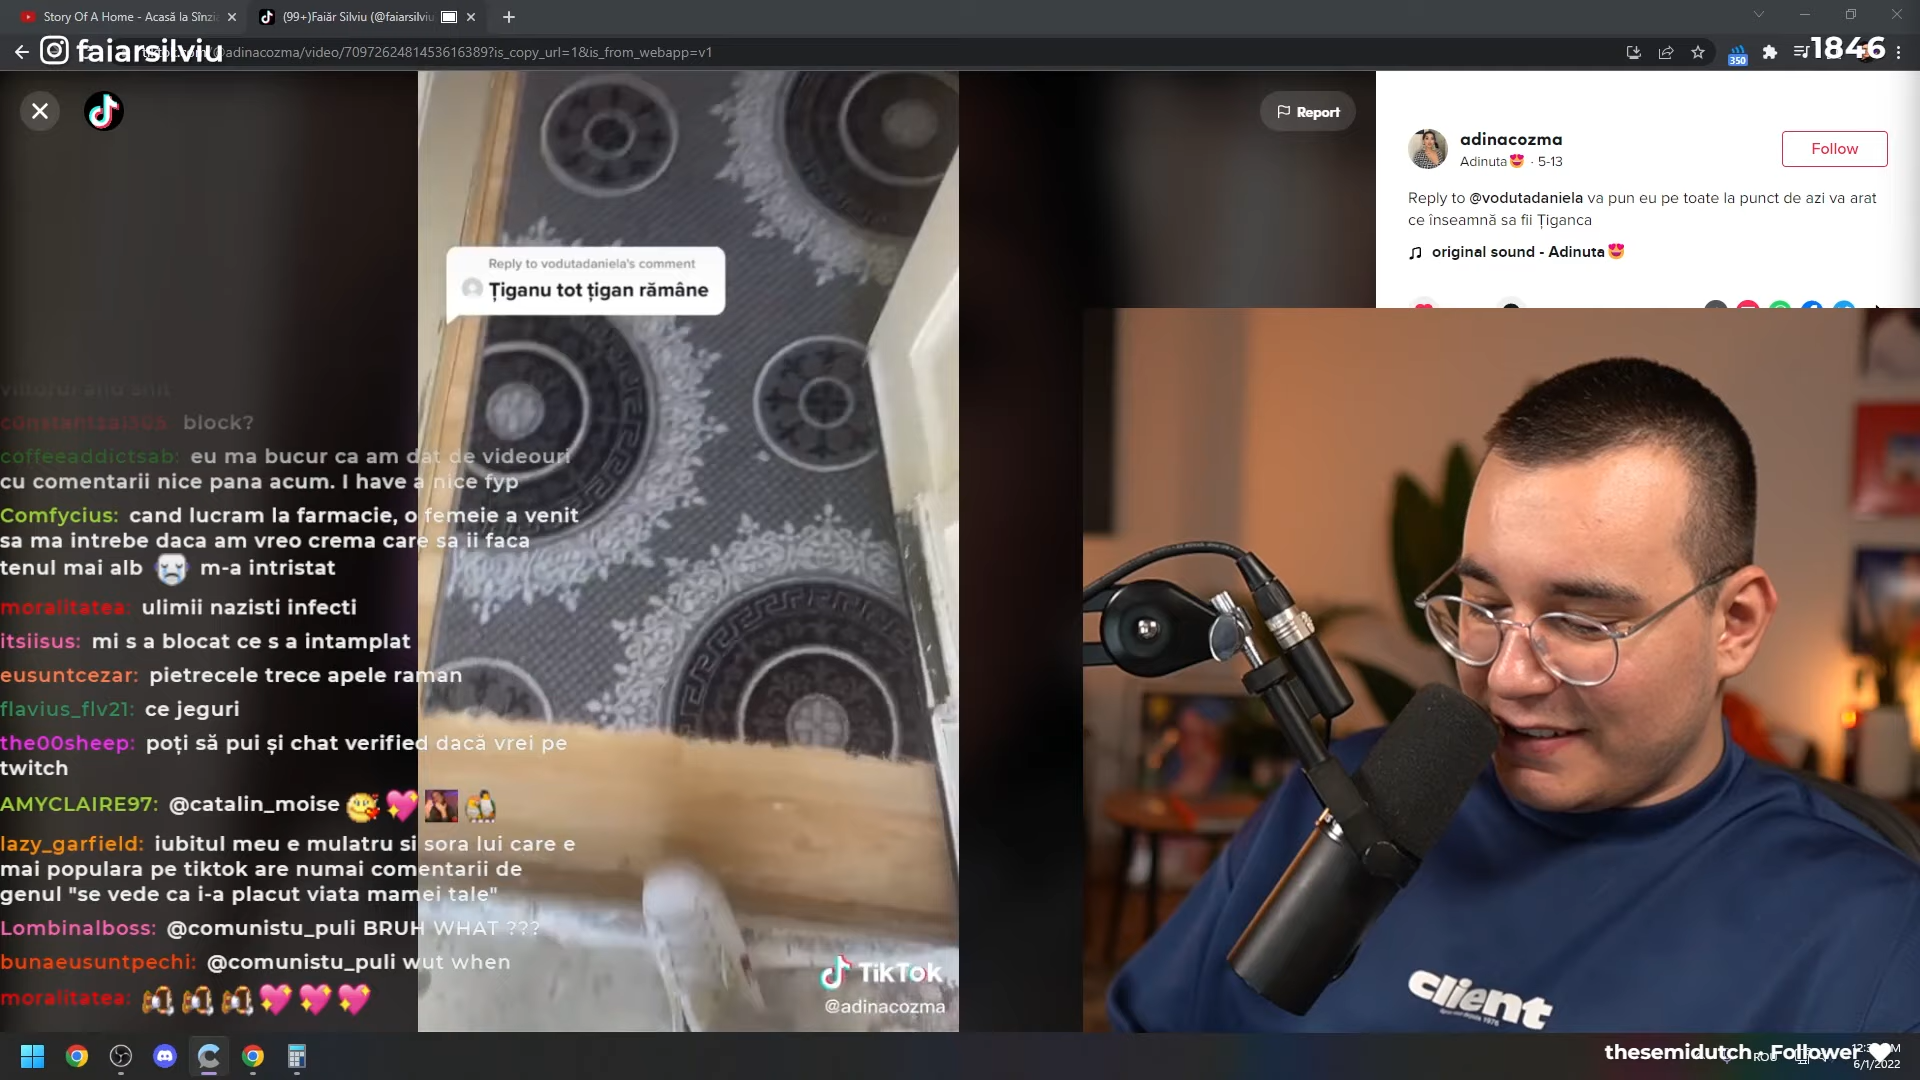 Story Of A Home - Acasă la Sînzi
(99+)Faiăr Silviu (@faiarsilviu
faiarsilviu
@adinacozma/video/7097262481453616389?is_copy_url=1&is_from_webapp=v1
350
1846
Report
adinacozma
Adinuta😍 · 5-13
Follow
Reply to @vodutadaniela va pun eu pe toate la punct de azi va arat
ce înseamnă sa fii Țiganca
original sound - Adinuta😍
Reply to vodutadaniela's comment
Țiganu tot țigan rămâne
block?
coffeeaddictsab: eu ma bucur ca am dat de videouri
cu comentarii nice pana acum. I have a nice fyp
Comfycius: cand lucram la farmacie, o femeie a venit
sa ma intrebe daca am vreo crema care sa ii faca
tenul mai alb m-a intristat
moralitatea: ulimii nazisti infecti
itsiisus: mi s a blocat ce s a intamplat
eusuntcezar: pietrecele trece apele raman
flavius_flv21: ce jeguri
the00sheep: poți să pui și chat verified dacă vrei pe
twitch
AMYCLAIRE97: @catalin_moise
lazy_garfield: iubitul meu e mulatru si sora lui care e
mai populara pe tiktok are numai comentarii de
genul "se vede ca i-a placut viata mamei tale"
Lombinalboss: @comunistu_puli BRUH WHAT ???
bunaeusuntpechi: @comunistu_puli wut when
moralitatea:
TikTok
@adinacozma
client
thesemidutch - Follower
ROU
6/1/2022